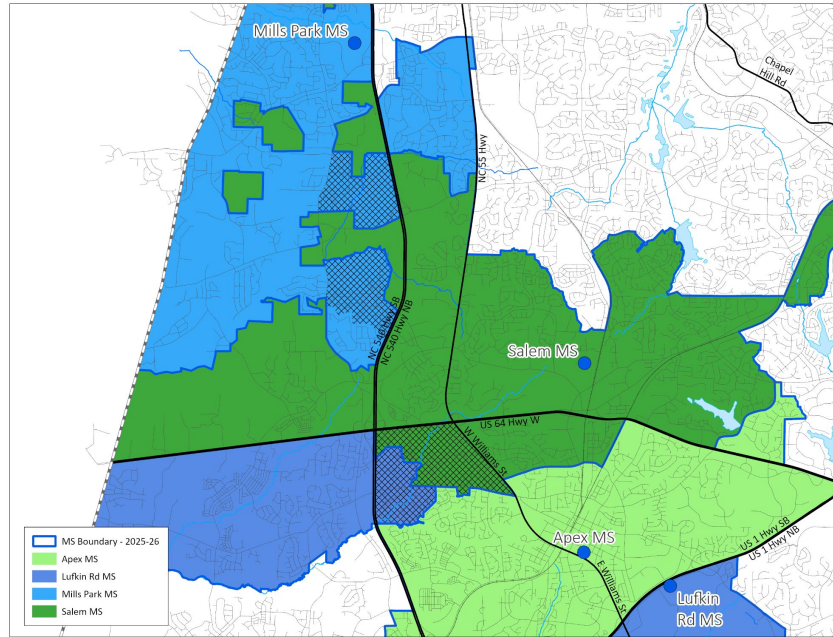 Mills Park MS
Chapel
Hill Rd
NC 55 Hwy
NC 540 Hwy SB
NC 540 Hwy NB
Salem MS
US 64 Hwy W
W Williams St
Apex MS
E Williams St
US 1 Hwy SB
US 1 Hwy NB
Lufkin
Rd MS
MS Boundary - 2025-26
Apex MS
Lufkin Rd MS
Mills Park MS
Salem MS